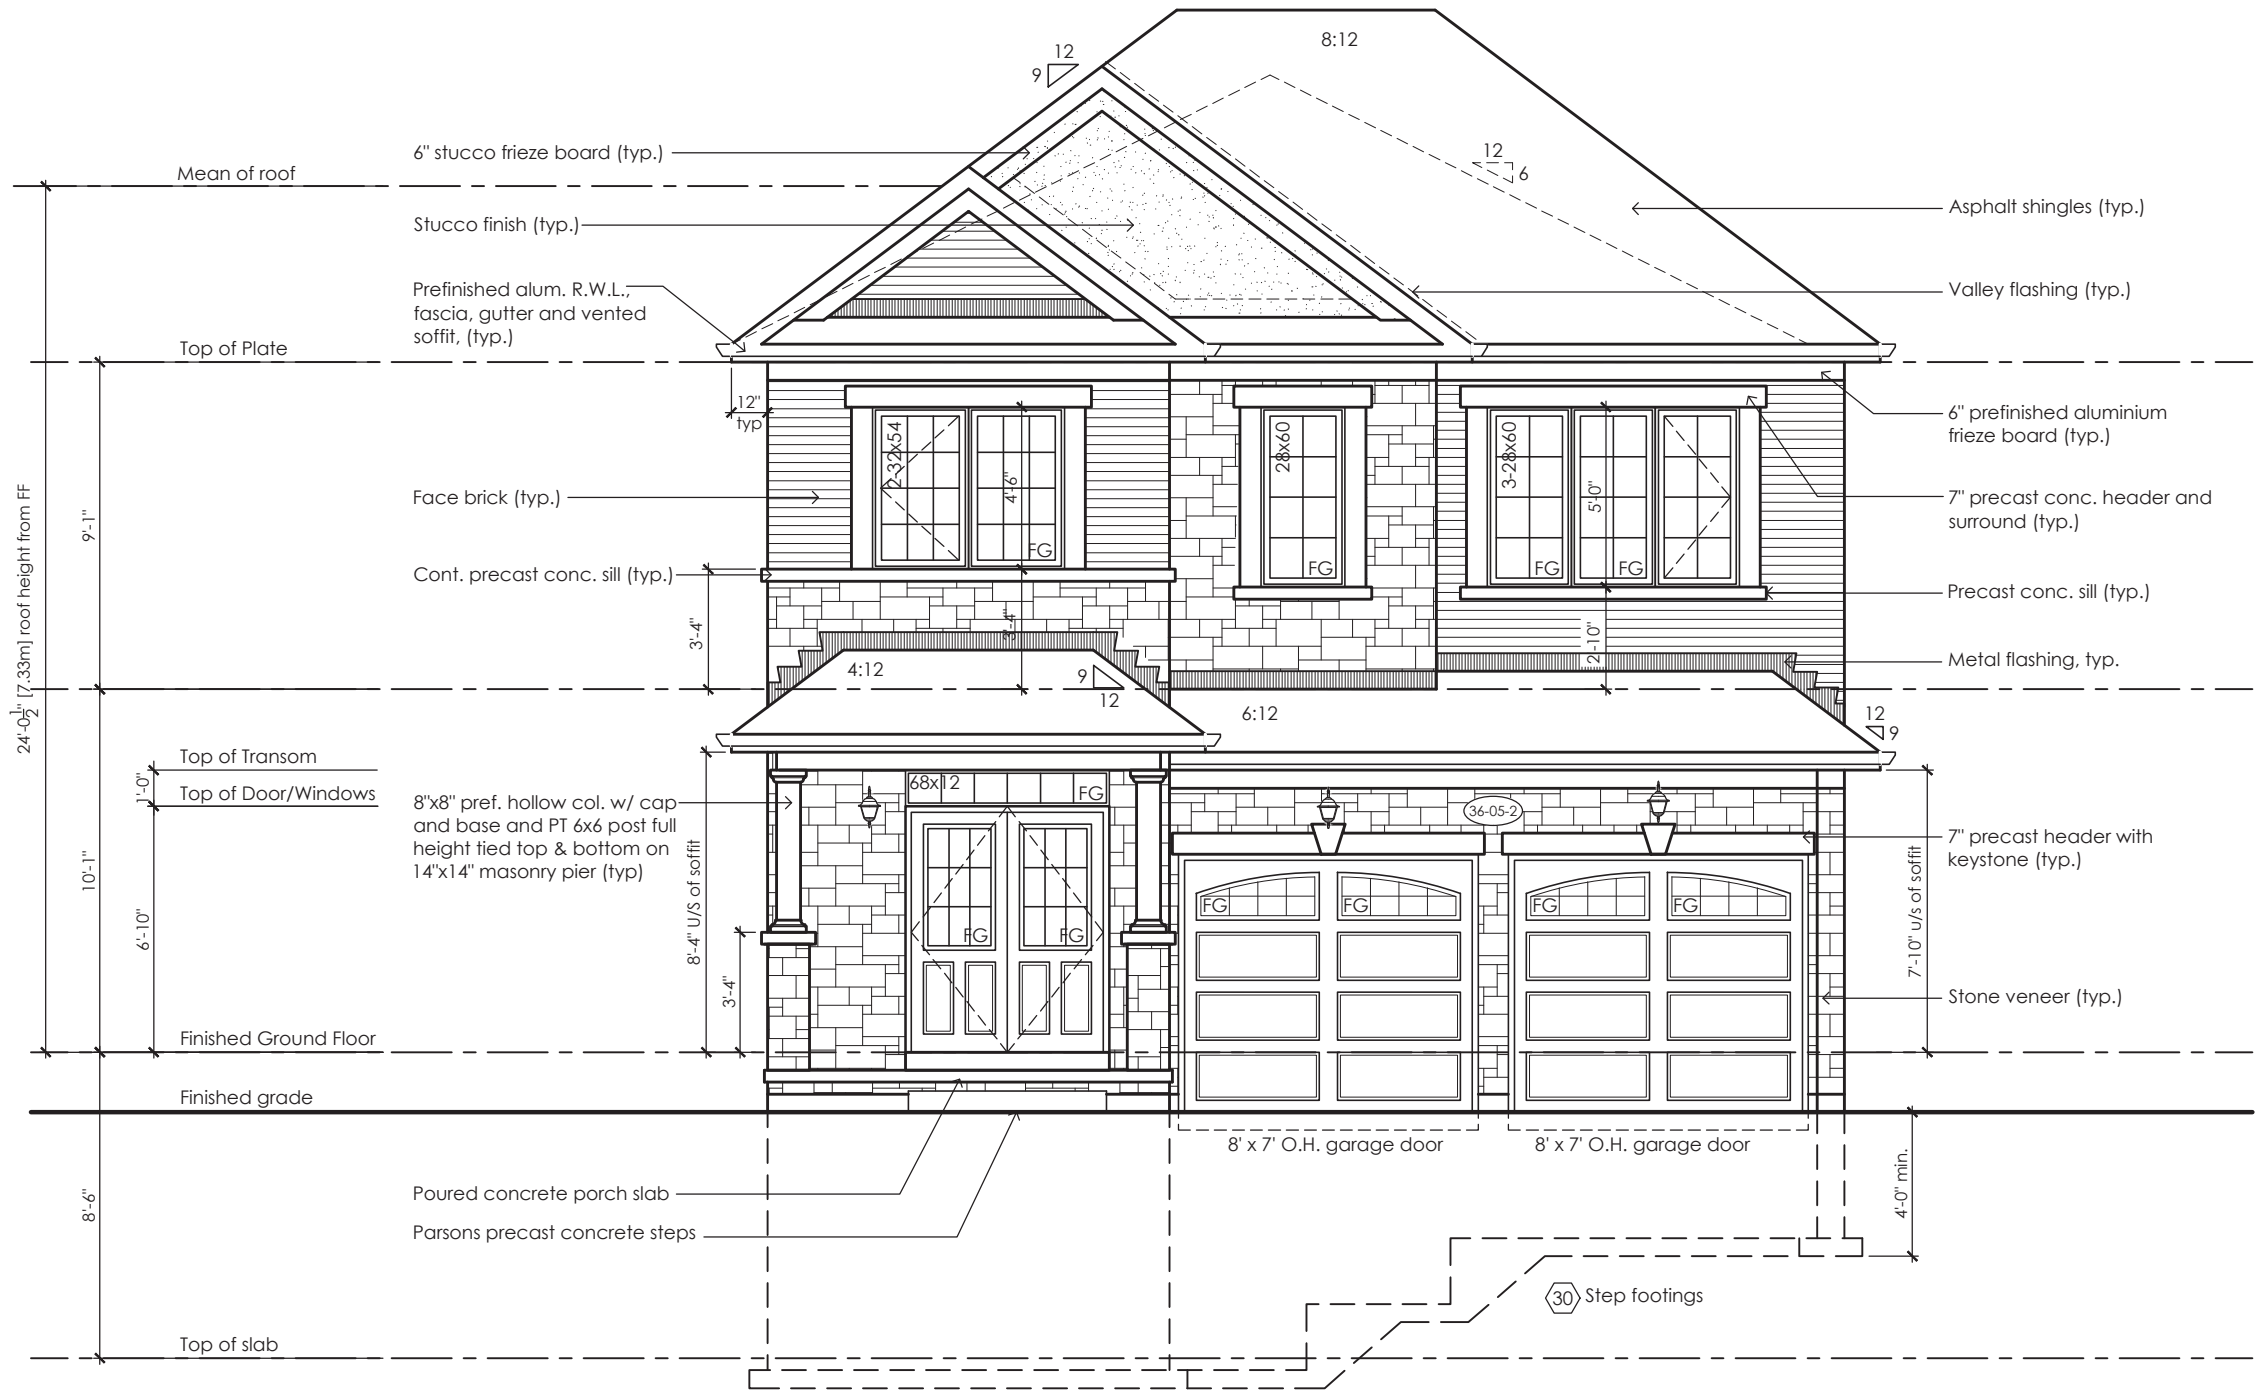 8:12
12
9
6" stucco frieze board (typ.)
12
6
Mean of roof
Asphalt shingles (typ.)
Stucco finish (typ.)
Prefinished alum. R.W.L.,
fascia, gutter and vented
soffit, (typ.)
Valley flashing (typ.)
Top of Plate
12"
typ
6" prefinished aluminium
frieze board (typ.)
2-32x54
4'-6"
FG
28x60
FG
3-28x60
5'-0"
FG
FG
Face brick (typ.)
7" precast conc. header and
surround (typ.)
24'-0 1/2" [7.33m] roof height from FF
9'-1"
Cont. precast conc. sill (typ.)
Precast conc. sill (typ.)
3'-4"
3'-4"
2'-10"
Metal flashing, typ.
4:12
9
12
6:12
12
9
Top of Transom
1'-0"
Top of Door/Windows
68x12
FG
36-05-2
8"x8" pref. hollow col. w/ cap
and base and PT 6x6 post full
height tied top & bottom on
14"x14" masonry pier (typ)
7" precast header with
keystone (typ.)
10'-1"
6'-10"
8'-4" U/S of soffit
3'-4"
FG
FG
FG
FG
FG
FG
7'-10" u/s of soffit
Stone veneer (typ.)
Finished Ground Floor
Finished grade
8' x 7' O.H. garage door
8' x 7' O.H. garage door
8'-6"
Poured concrete porch slab
Parsons precast concrete steps
4'-0" min.
30
Step footings
Top of slab